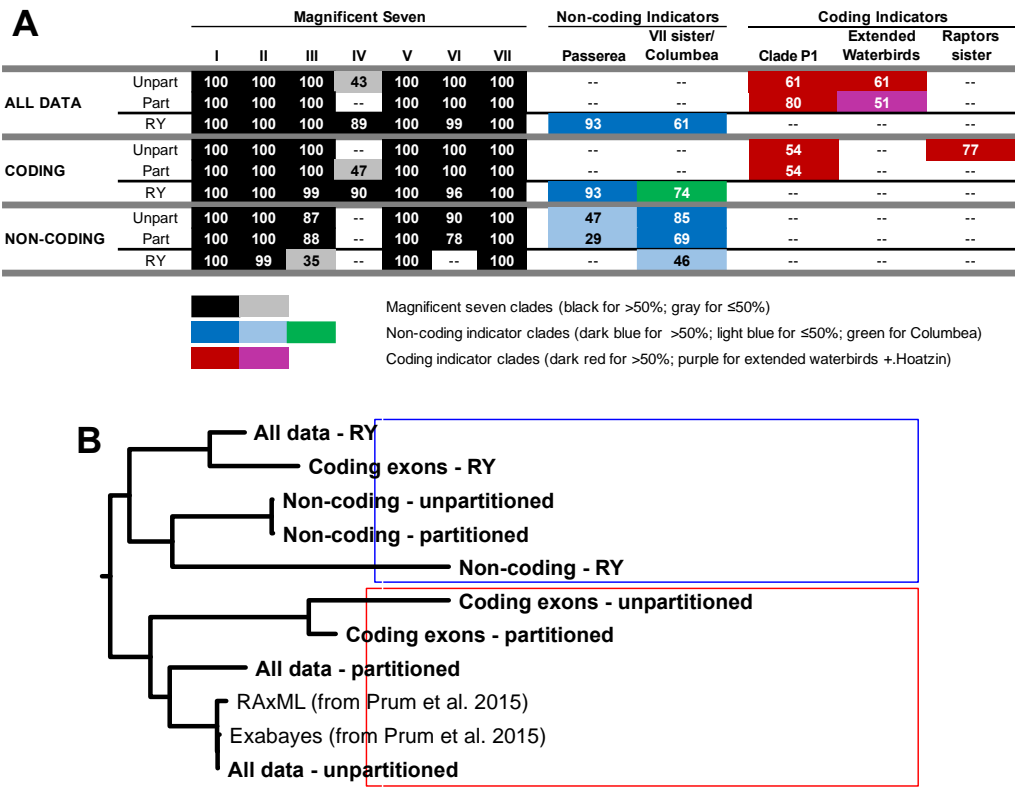 A
Magnificent Seven Non-coding Indicators Coding Indicators
I II III IV V VI VII Passerea VII sister/ Columbea Clade P1 Extended Waterbirds Raptors sister
Unpart 100 100 100 43 100 100 100 -- -- 61 61 --
ALL DATA Part 100 100 100 -- 100 100 100 -- -- 80 51 --
RY 100 100 100 89 100 99 100 93 61 -- -- --
Unpart 100 100 100 -- 100 100 100 -- -- 54 -- 77
CODING Part 100 100 100 47 100 100 100 -- -- 54 -- --
RY 100 100 99 90 100 96 100 93 74 -- -- --
Unpart 100 100 87 -- 100 90 100 47 85 -- -- --
NON-CODING Part 100 100 88 -- 100 78 100 29 69 -- -- --
RY 100 99 35 -- 100 -- 100 -- 46 -- -- --
Magnificent seven clades (black for >50%; gray for ≤50%)
Non-coding indicator clades (dark blue for >50%; light blue for ≤50%; green for Columbea)
Coding indicator clades (dark red for >50%; purple for extended waterbirds +.Hoatzin)
B
All data - RY
Coding exons - RY
Non-coding - unpartitioned
Non-coding - partitioned
Non-coding - RY
Coding exons - unpartitioned
Coding exons - partitioned
All data - partitioned
RAxML (from Prum et al. 2015)
Exabayes (from Prum et al. 2015)
All data - unpartitioned